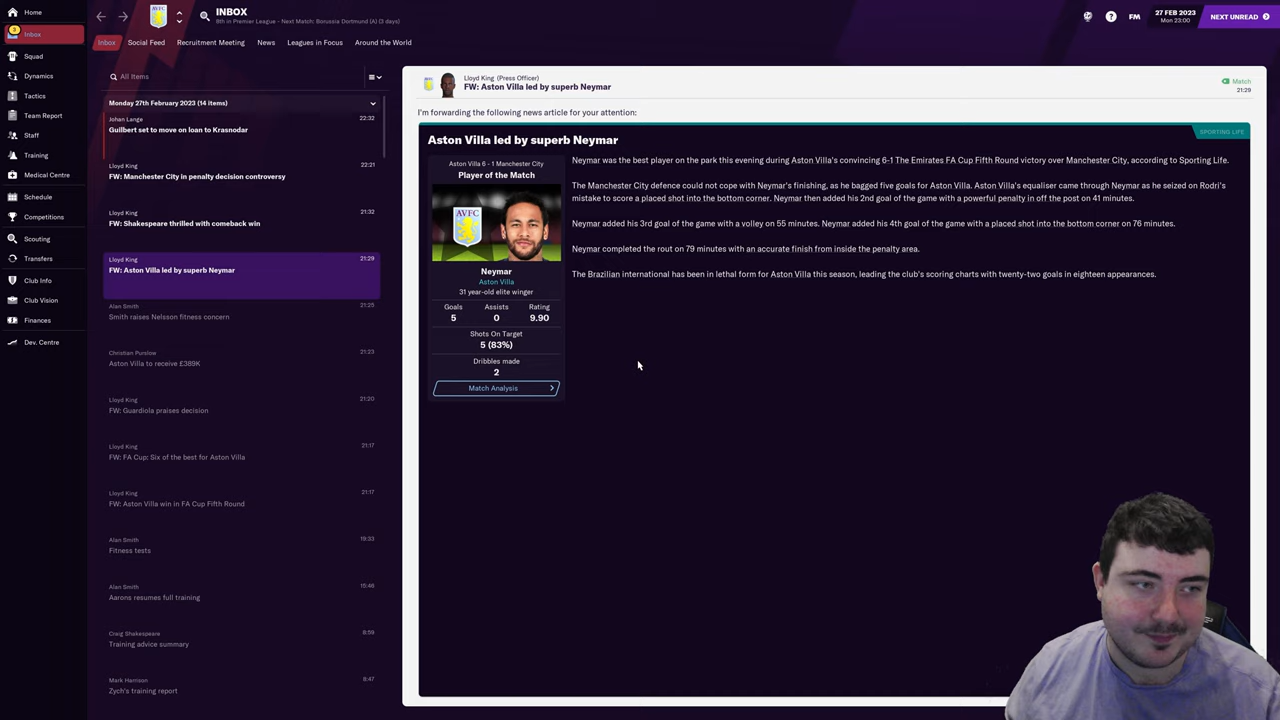 Home
Inbox
Squad
Dynamics
Tactics
Team Report
Staff
Training
Medical Centre
Schedule
Competitions
Scouting
Transfers
Club Info
Club Vision
Finances
Dev. Centre
INBOX
8th in Premier League - Next Match: Borussia Dortmund (A) (3 days)
FM
27 FEB 2023
Mon 23:00
NEXT UNREAD
Inbox Social Feed Recruitment Meeting News Leagues in Focus Around the World
All Items
Monday 27th February 2023 (14 items)
Johan Lange 22:32
Guilbert set to move on loan to Krasnodar
Lloyd King 22:21
FW: Manchester City in penalty decision controversy
Lloyd King 21:32
FW: Shakespeare thrilled with comeback win
Lloyd King 21:29
FW: Aston Villa led by superb Neymar
Alan Smith 21:25
Smith raises Nelsson fitness concern
Christian Purslow 21:23
Aston Villa to receive £389K
Lloyd King 21:20
FW: Guardiola praises decision
Lloyd King 21:17
FW: FA Cup: Six of the best for Aston Villa
Lloyd King 21:17
FW: Aston Villa win in FA Cup Fifth Round
Alan Smith 19:33
Fitness tests
Alan Smith 15:46
Aarons resumes full training
Craig Shakespeare 8:59
Training advice summary
Mark Harrison 8:47
Zych's training report
Lloyd King (Press Officer)
FW: Aston Villa led by superb Neymar
Match
21:29
I'm forwarding the following news article for your attention:
SPORTING LIFE
Aston Villa led by superb Neymar
Aston Villa 6 - 1 Manchester City
Player of the Match
AVFC
Neymar
Aston Villa
31 year-old elite winger
Goals Assists Rating
5 0 9.90
Shots On Target
5 (83%)
Dribbles made
2
Match Analysis
Neymar was the best player on the park this evening during Aston Villa's convincing 6-1 The Emirates FA Cup Fifth Round victory over Manchester City, according to Sporting Life.
The Manchester City defence could not cope with Neymar's finishing, as he bagged five goals for Aston Villa. Aston Villa's equaliser came through Neymar as he seized on Rodri's
mistake to score a placed shot into the bottom corner. Neymar then added his 2nd goal of the game with a powerful penalty in off the post on 41 minutes.
Neymar added his 3rd goal of the game with a volley on 55 minutes. Neymar added his 4th goal of the game with a placed shot into the bottom corner on 76 minutes.
Neymar completed the rout on 79 minutes with an accurate finish from inside the penalty area.
The Brazilian international has been in lethal form for Aston Villa this season, leading the club's scoring charts with twenty-two goals in eighteen appearances.